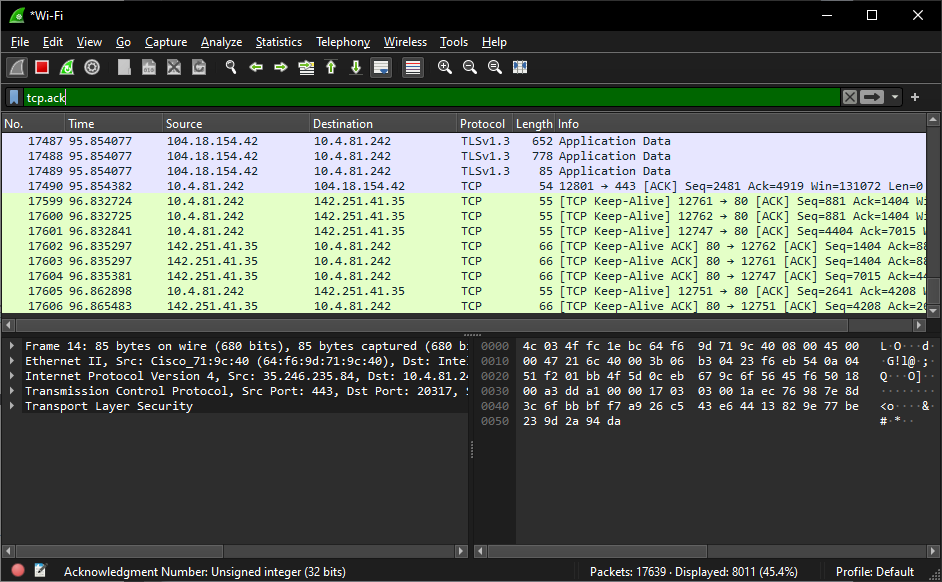 *Wi-Fi
File Edit View Go Capture Analyze Statistics Telephony Wireless Tools Help
tcp.ack
No. Time Source Destination Protocol Length Info
17487 95.854077 104.18.154.42 10.4.81.242 TLSv1.3 652 Application Data
17488 95.854077 104.18.154.42 10.4.81.242 TLSv1.3 778 Application Data
17489 95.854077 104.18.154.42 10.4.81.242 TLSv1.3 85 Application Data
17490 95.854382 10.4.81.242 104.18.154.42 TCP 54 12801 → 443 [ACK] Seq=2481 Ack=4919 Win=131072 Len=0
17599 96.832724 10.4.81.242 142.251.41.35 TCP 55 [TCP Keep-Alive] 12761 → 80 [ACK] Seq=881 Ack=1404 Wi
17600 96.832725 10.4.81.242 142.251.41.35 TCP 55 [TCP Keep-Alive] 12762 → 80 [ACK] Seq=881 Ack=1404 Wi
17601 96.832841 10.4.81.242 142.251.41.35 TCP 55 [TCP Keep-Alive] 12747 → 80 [ACK] Seq=4404 Ack=7015 W
17602 96.835297 142.251.41.35 10.4.81.242 TCP 66 [TCP Keep-Alive ACK] 80 → 12762 [ACK] Seq=1404 Ack=88
17603 96.835297 142.251.41.35 10.4.81.242 TCP 66 [TCP Keep-Alive ACK] 80 → 12761 [ACK] Seq=1404 Ack=88
17604 96.835381 142.251.41.35 10.4.81.242 TCP 66 [TCP Keep-Alive ACK] 80 → 12747 [ACK] Seq=7015 Ack=44
17605 96.862898 10.4.81.242 142.251.41.35 TCP 55 [TCP Keep-Alive] 12751 → 80 [ACK] Seq=2641 Ack=4208 W
17606 96.865483 142.251.41.35 10.4.81.242 TCP 66 [TCP Keep-Alive ACK] 80 → 12751 [ACK] Seq=4208 Ack=26
Frame 14: 85 bytes on wire (680 bits), 85 bytes captured (680 bi
Ethernet II, Src: Cisco_71:9c:40 (64:f6:9d:71:9c:40), Dst: Inte
Internet Protocol Version 4, Src: 35.246.235.84, Dst: 10.4.81.24
Transmission Control Protocol, Src Port: 443, Dst Port: 20317, S
Transport Layer Security
0000 4c 03 4f fc 1e bc 64 f6 9d 71 9c 40 08 00 45 00 L·O···d·
0010 00 47 21 6c 40 00 3b 06 b3 04 23 f6 eb 54 0a 04 ·G!l@·;·
0020 51 f2 01 bb 4f 5d 0c eb 67 9c 6f 56 45 f6 50 18 Q···O]··
0030 00 a3 dd a1 00 00 17 03 03 00 1a ec 76 98 7e 8d ········
0040 3c 6f bb bf f7 a9 26 c5 43 e6 44 13 82 9e 77 be <o····&·
0050 23 9d 2a 94 da #·*··
Acknowledgment Number: Unsigned integer (32 bits) Packets: 17639 · Displayed: 8011 (45.4%) Profile: Default